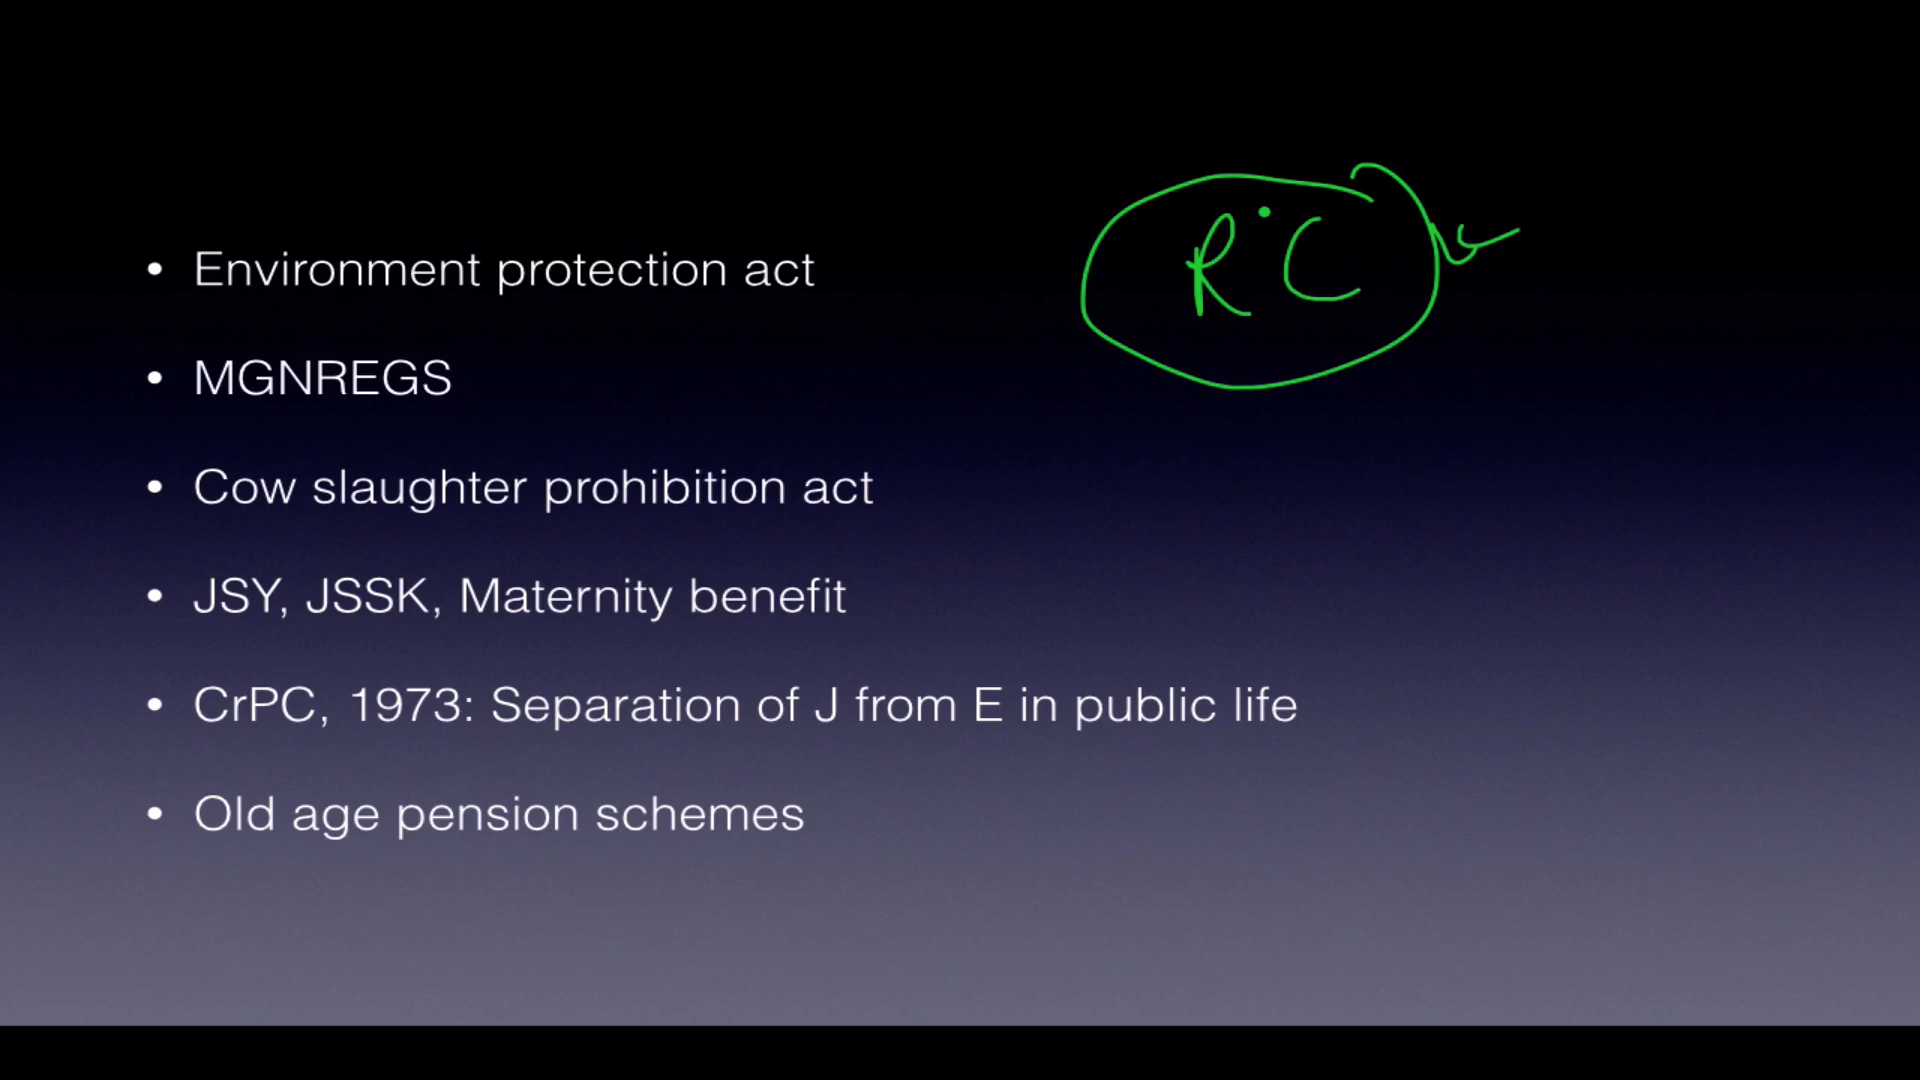 • Environment protection act
R.C
• MGNREGS
• Cow slaughter prohibition act
• JSY, JSSK, Maternity benefit
• CrPC, 1973: Separation of J from E in public life
• Old age pension schemes